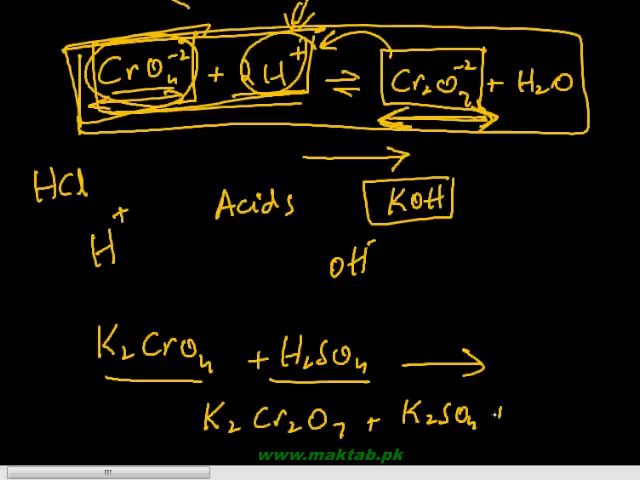 CrO₄⁻² + 2H⁺ ⇌ Cr₂O₇⁻² + H₂O
HCl
H⁺
Acids
KOH
OH⁻
K₂CrO₄ + H₂SO₄ →
K₂Cr₂O₇ + K₂SO₄
www.maktab.pk